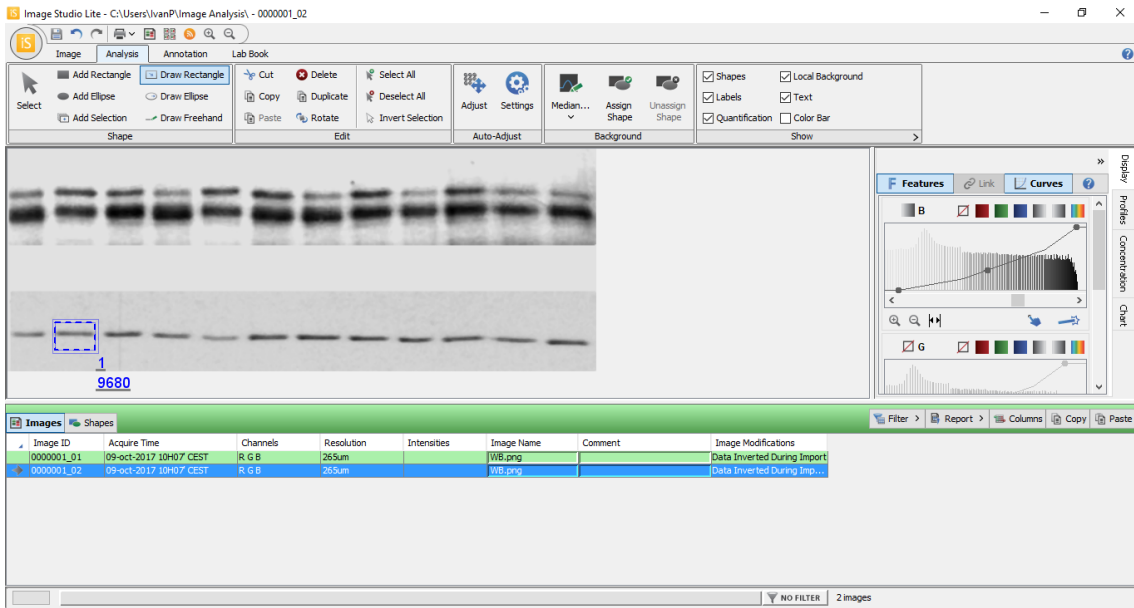 Image Studio Lite - C:\Users\IvanP\Image Analysis\ - 0000001_02
iS
Image Analysis Annotation Lab Book
Select
Add Rectangle Draw Rectangle
Add Ellipse Draw Ellipse
Add Selection Draw Freehand
Shape
Cut Delete Select All
Copy Duplicate Deselect All
Paste Rotate Invert Selection
Edit
Adjust Settings
Auto-Adjust
Median... Assign Shape Unassign Shape
Background
Shapes Local Background
Labels Text
Quantification Color Bar
Show
1
9680
Features Link Curves
B
G
Display
Profiles
Concentration
Chart
Images Shapes
Filter > Report > Columns Copy Paste
Image ID Acquire Time Channels Resolution Intensities Image Name Comment Image Modifications
0000001_01 09-oct-2017 10H07' CEST R G B 265um WB.png Data Inverted During Import
0000001_02 09-oct-2017 10H07' CEST R G B 265um WB.png Data Inverted During Imp...
NO FILTER 2 images